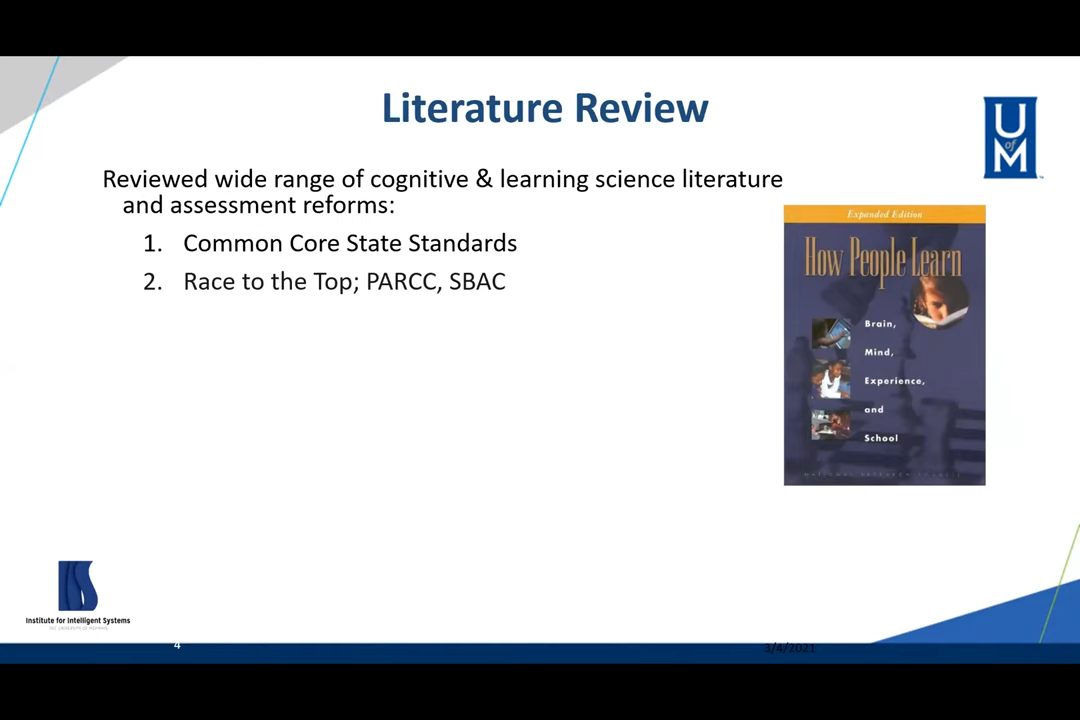 Literature Review
U
of
M
Reviewed wide range of cognitive & learning science literature
and assessment reforms:
1. Common Core State Standards
2. Race to the Top; PARCC, SBAC
Expanded Edition
How People Learn
Brain,
Mind,
Experience,
and
School
Institute for Intelligent Systems
4
3/4/2021